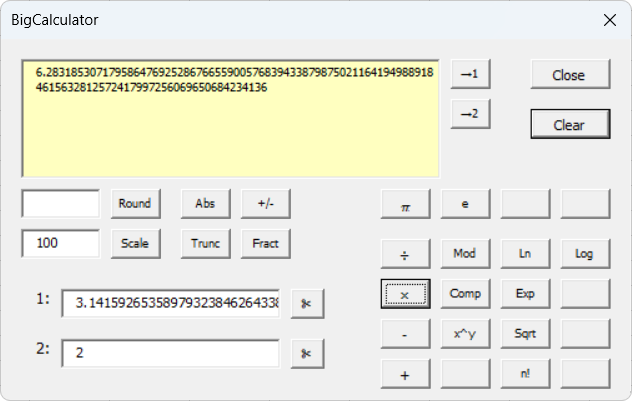 BigCalculator
6.28318530717958647692528676655900576839433879875021164194988918
4615632812572417997256069650684234136
→1
Close
→2
Clear
Round Abs +/- π e
100 Scale Trunc Fract ÷ Mod Ln Log
1: 3.14159265358979323846264338 × Comp Exp
2: 2 - x^y Sqrt
+ n!